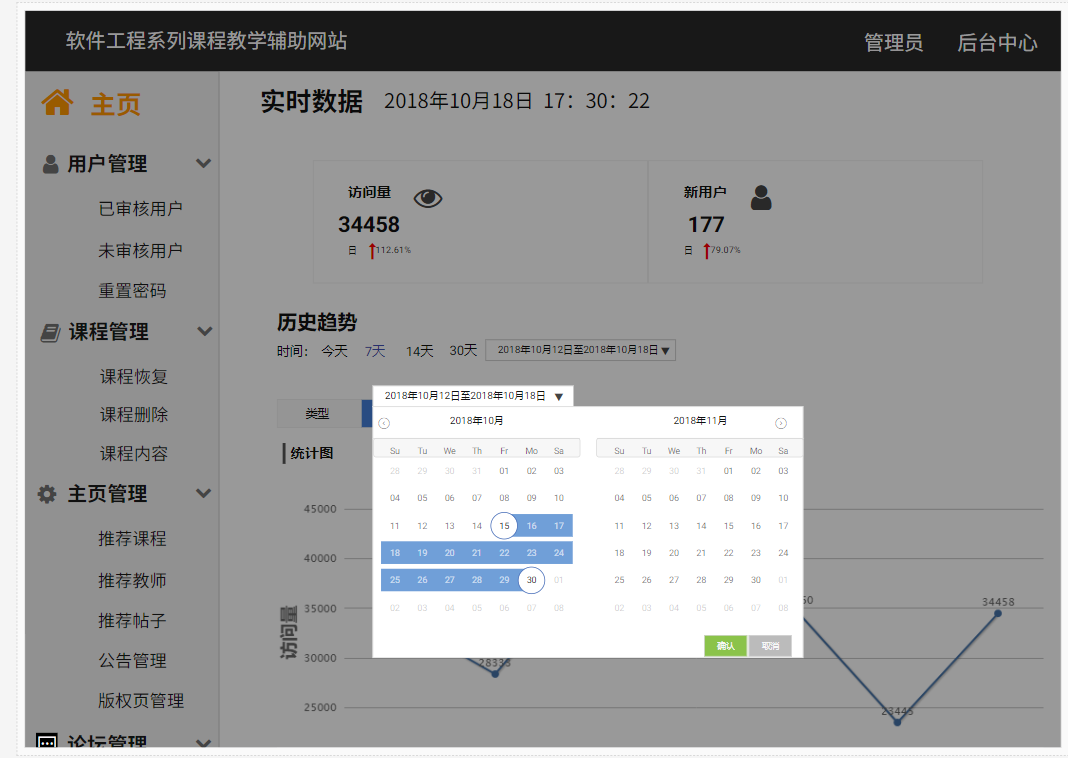 软件工程系列课程教学辅助网站 管理员 后台中心
主页
实时数据 2018年10月18日 17：30：22
用户管理
已审核用户
未审核用户
重置密码
课程管理
课程恢复
课程删除
课程内容
主页管理
推荐课程
推荐教师
推荐帖子
公告管理
版权页管理
论坛管理
访问量
34458
日 112.61%
新用户
177
日 79.07%
历史趋势
时间： 今天 7天 14天 30天 2018年10月12日至2018年10月18日▼
类型
统计图
2018年10月12日至2018年10月18日 ▼
2018年10月
Su Tu We Th Fr Mo Sa
28 29 30 31 01 02 03
04 05 06 07 08 09 10
11 12 13 14 15 16 17
18 19 20 21 22 23 24
25 26 27 28 29 30 01
02 03 04 05 06 07 08
2018年11月
Su Tu We Th Fr Mo Sa
28 29 30 31 01 02 03
04 05 06 07 08 09 10
11 12 13 14 15 16 17
18 19 20 21 22 23 24
25 26 27 28 29 30 01
02 03 04 05 06 07 08
确认 取消
访问量
45000
40000
35000
30000
25000
28333
50
23445
34458